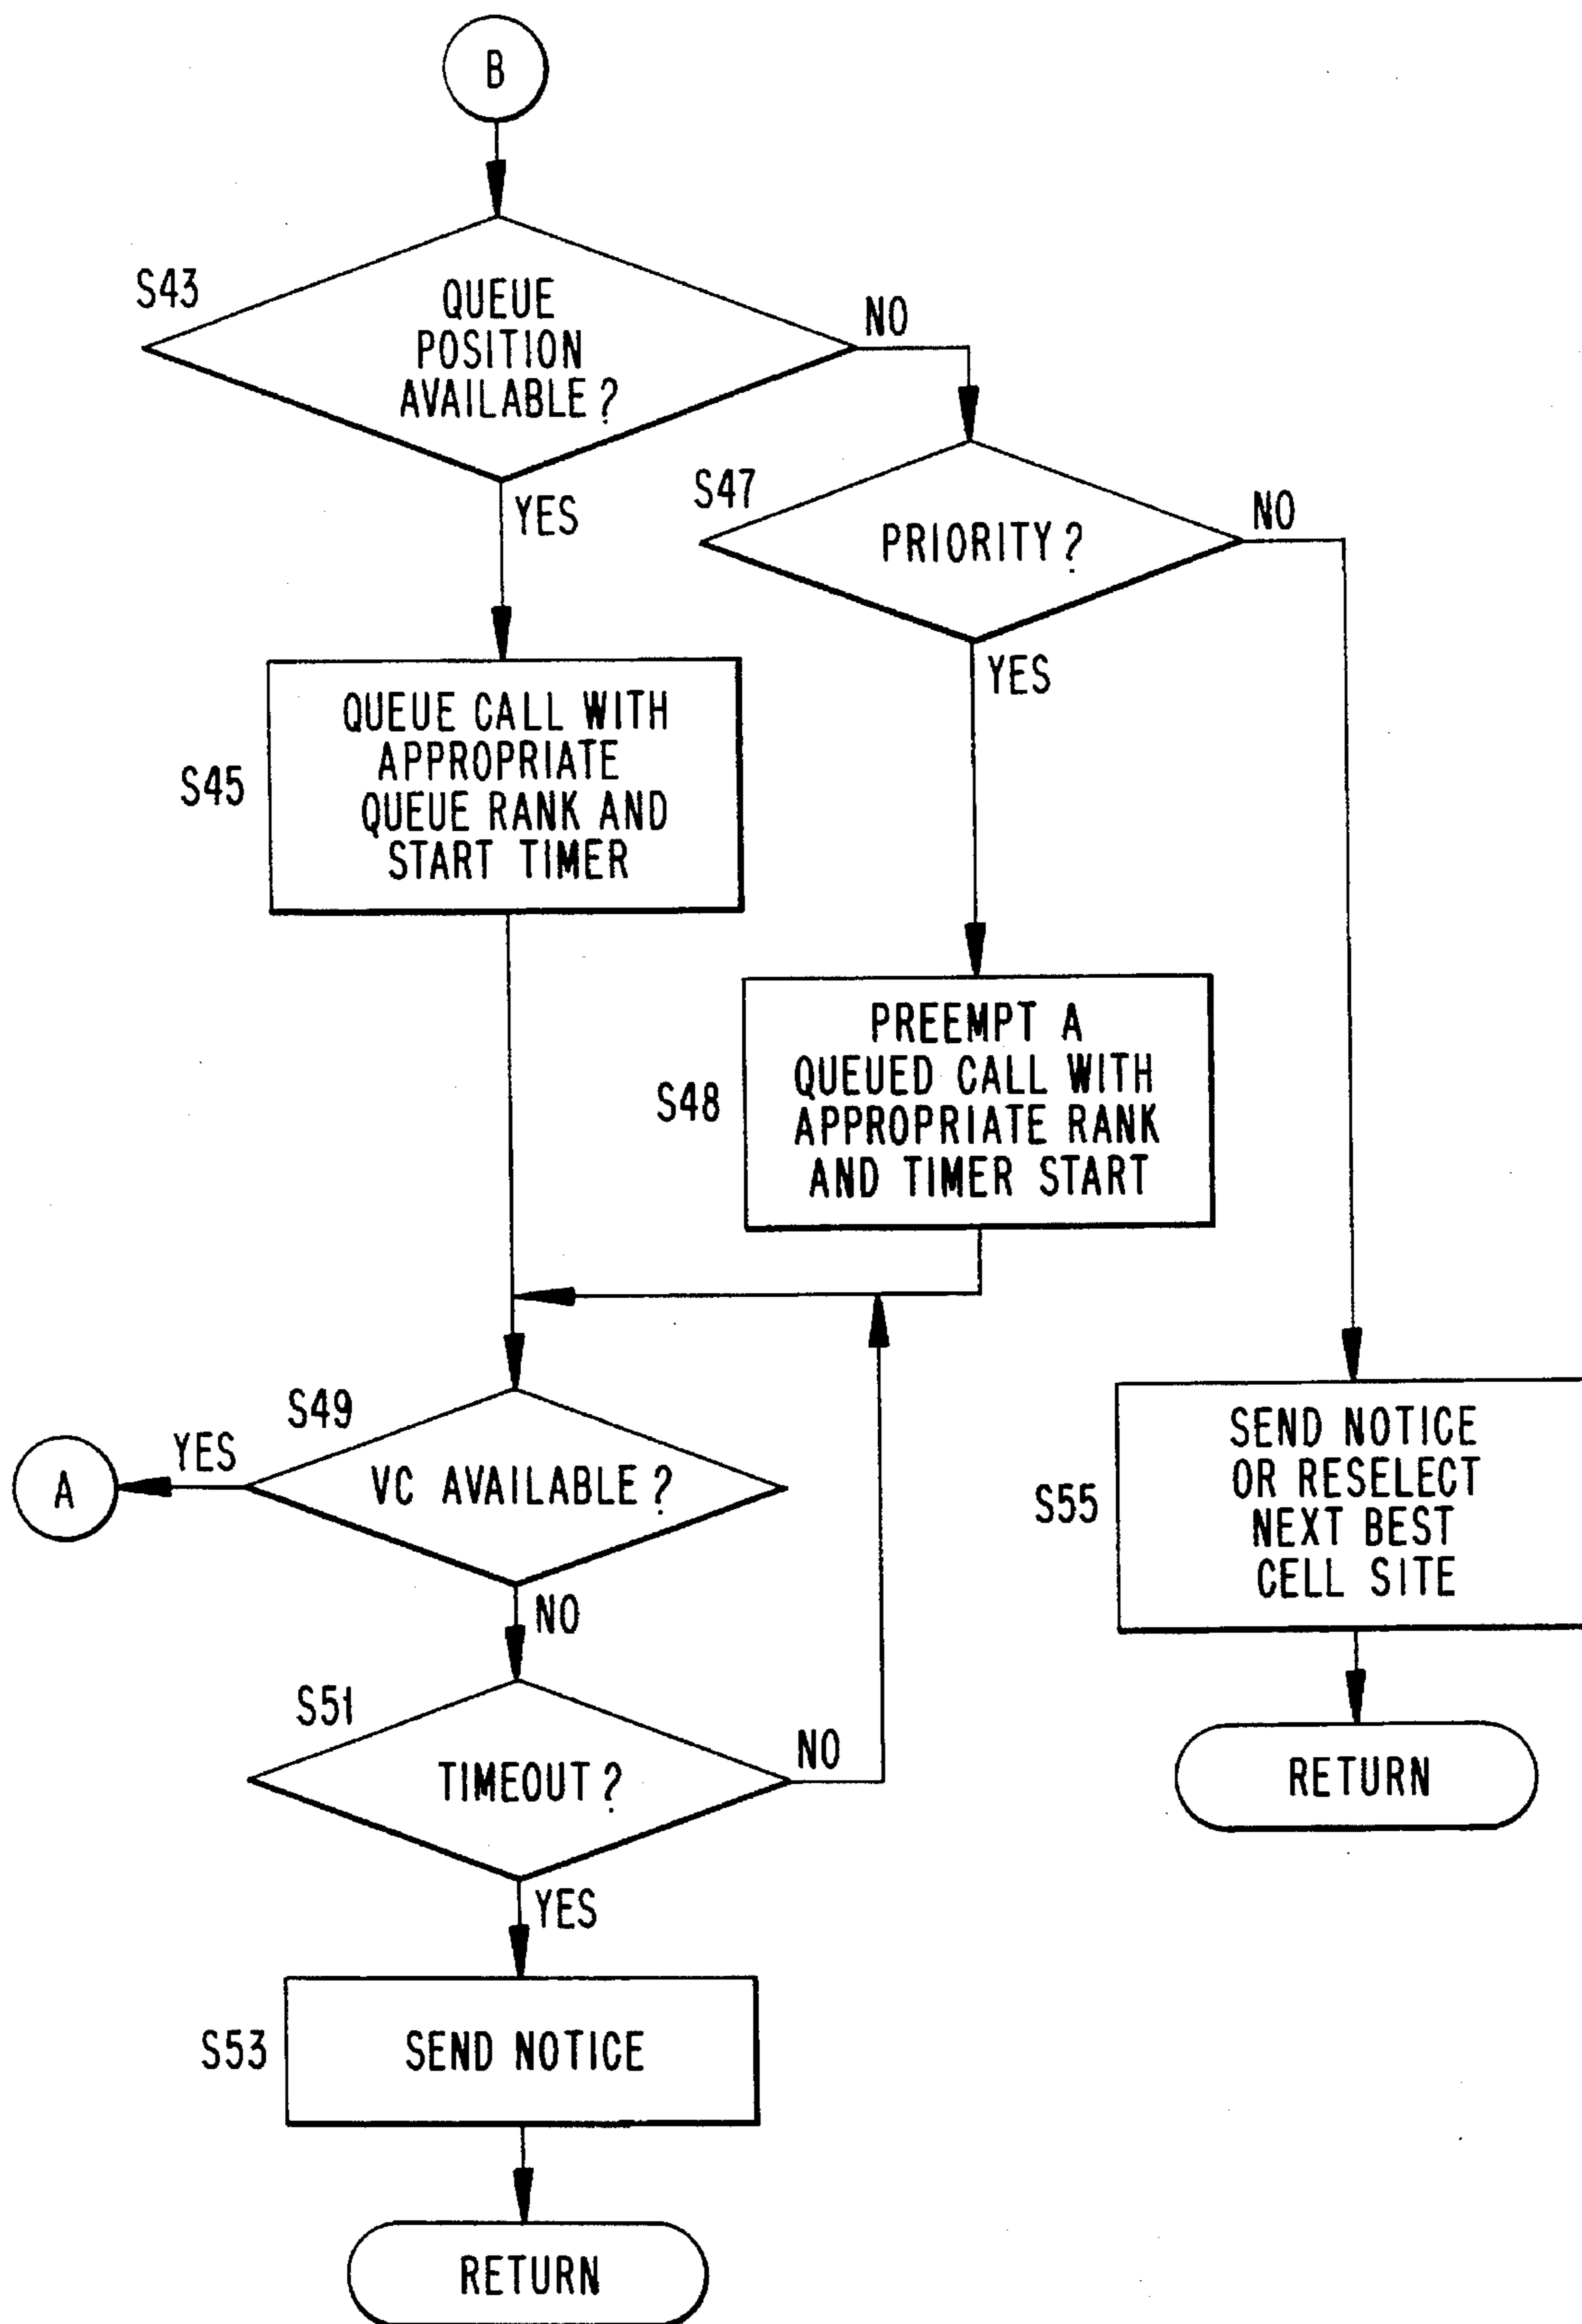 B
S43
QUEUE
POSITION
AVAILABLE?
NO
YES
S47
PRIORITY?
NO
YES
S45
QUEUE CALL WITH
APPROPRIATE
QUEUE RANK AND
START TIMER
S48
PREEMPT A
QUEUED CALL WITH
APPROPRIATE RANK
AND TIMER START
S49
VC AVAILABLE?
YES
A
NO
S55
SEND NOTICE
OR RESELECT
NEXT BEST
CELL SITE
RETURN
S51
TIMEOUT?
NO
YES
S53
SEND NOTICE
RETURN